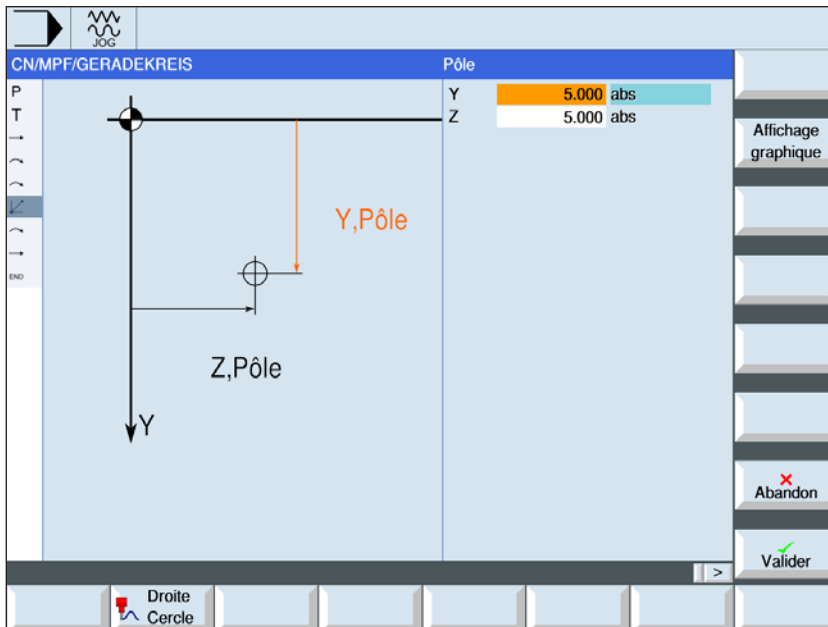 JOG
CN/MPF/GERADEKREIS
Pôle
P
T
END
Y 5.000 abs
Z 5.000 abs
Y,Pôle
Z,Pôle
Y
Affichage
graphique
Abandon
Valider
>
Droite
Cercle